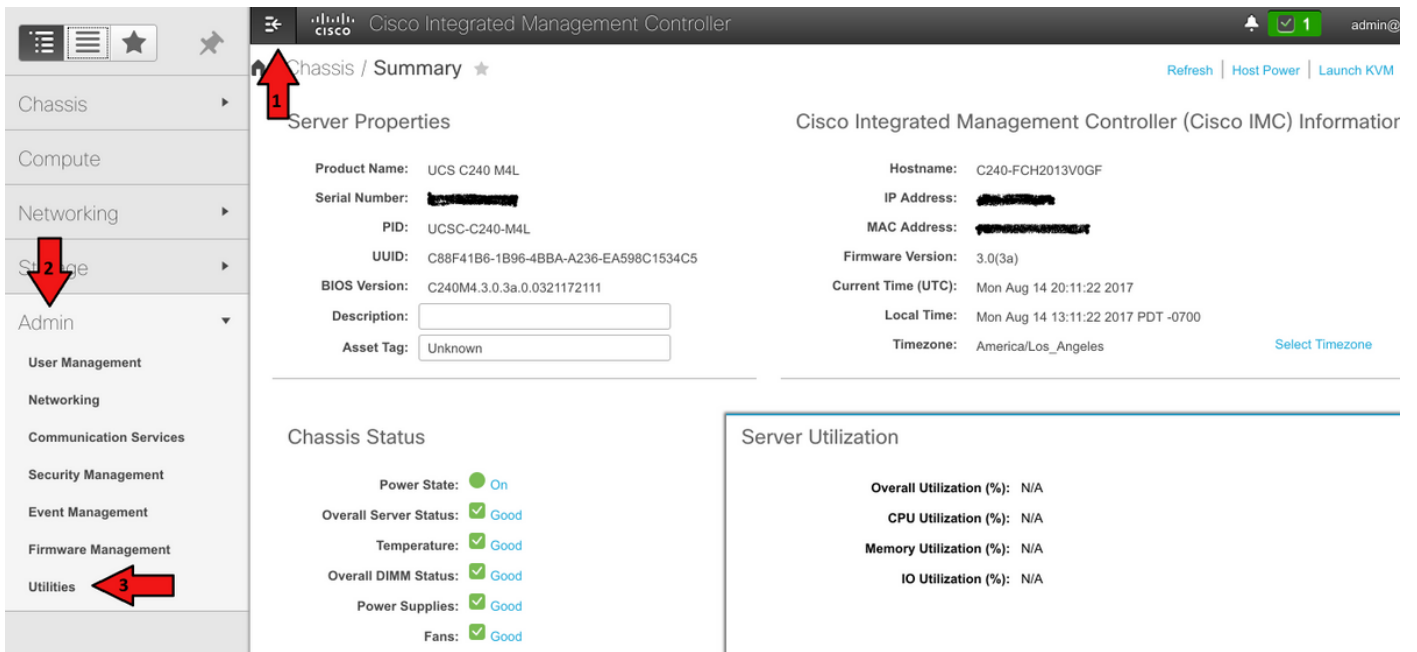 Chassis
Compute
Networking
Admin
User Management
Networking
Communication Services
Security Management
Event Management
Firmware Management
Utilities
1
2
3
cisco Cisco Integrated Management Controller
1
admin@
Chassis / Summary
Refresh | Host Power | Launch KVM
Server Properties
Product Name: UCS C240 M4L
Serial Number:
PID: UCSC-C240-M4L
UUID: C88F41B6-1B96-4BBA-A236-EA598C1534C5
BIOS Version: C240M4.3.0.3a.0.0321172111
Description:
Asset Tag: Unknown
Cisco Integrated Management Controller (Cisco IMC) Information
Hostname: C240-FCH2013V0GF
IP Address:
MAC Address:
Firmware Version: 3.0(3a)
Current Time (UTC): Mon Aug 14 20:11:22 2017
Local Time: Mon Aug 14 13:11:22 2017 PDT -0700
Timezone: America/Los_Angeles
Select Timezone
Chassis Status
Power State: On
Overall Server Status: Good
Temperature: Good
Overall DIMM Status: Good
Power Supplies: Good
Fans: Good
Server Utilization
Overall Utilization (%): N/A
CPU Utilization (%): N/A
Memory Utilization (%): N/A
IO Utilization (%): N/A